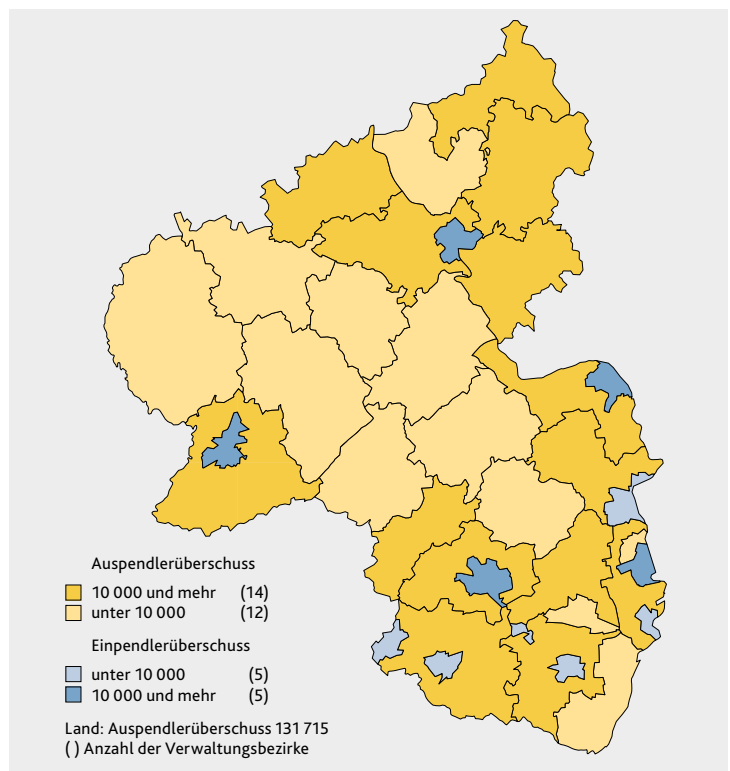 Auspendlerüberschuss
10 000 und mehr (14)
unter 10 000 (12)
Einpendlerüberschuss
unter 10 000 (5)
10 000 und mehr (5)
Land: Auspendlerüberschuss 131 715
( ) Anzahl der Verwaltungsbezirke